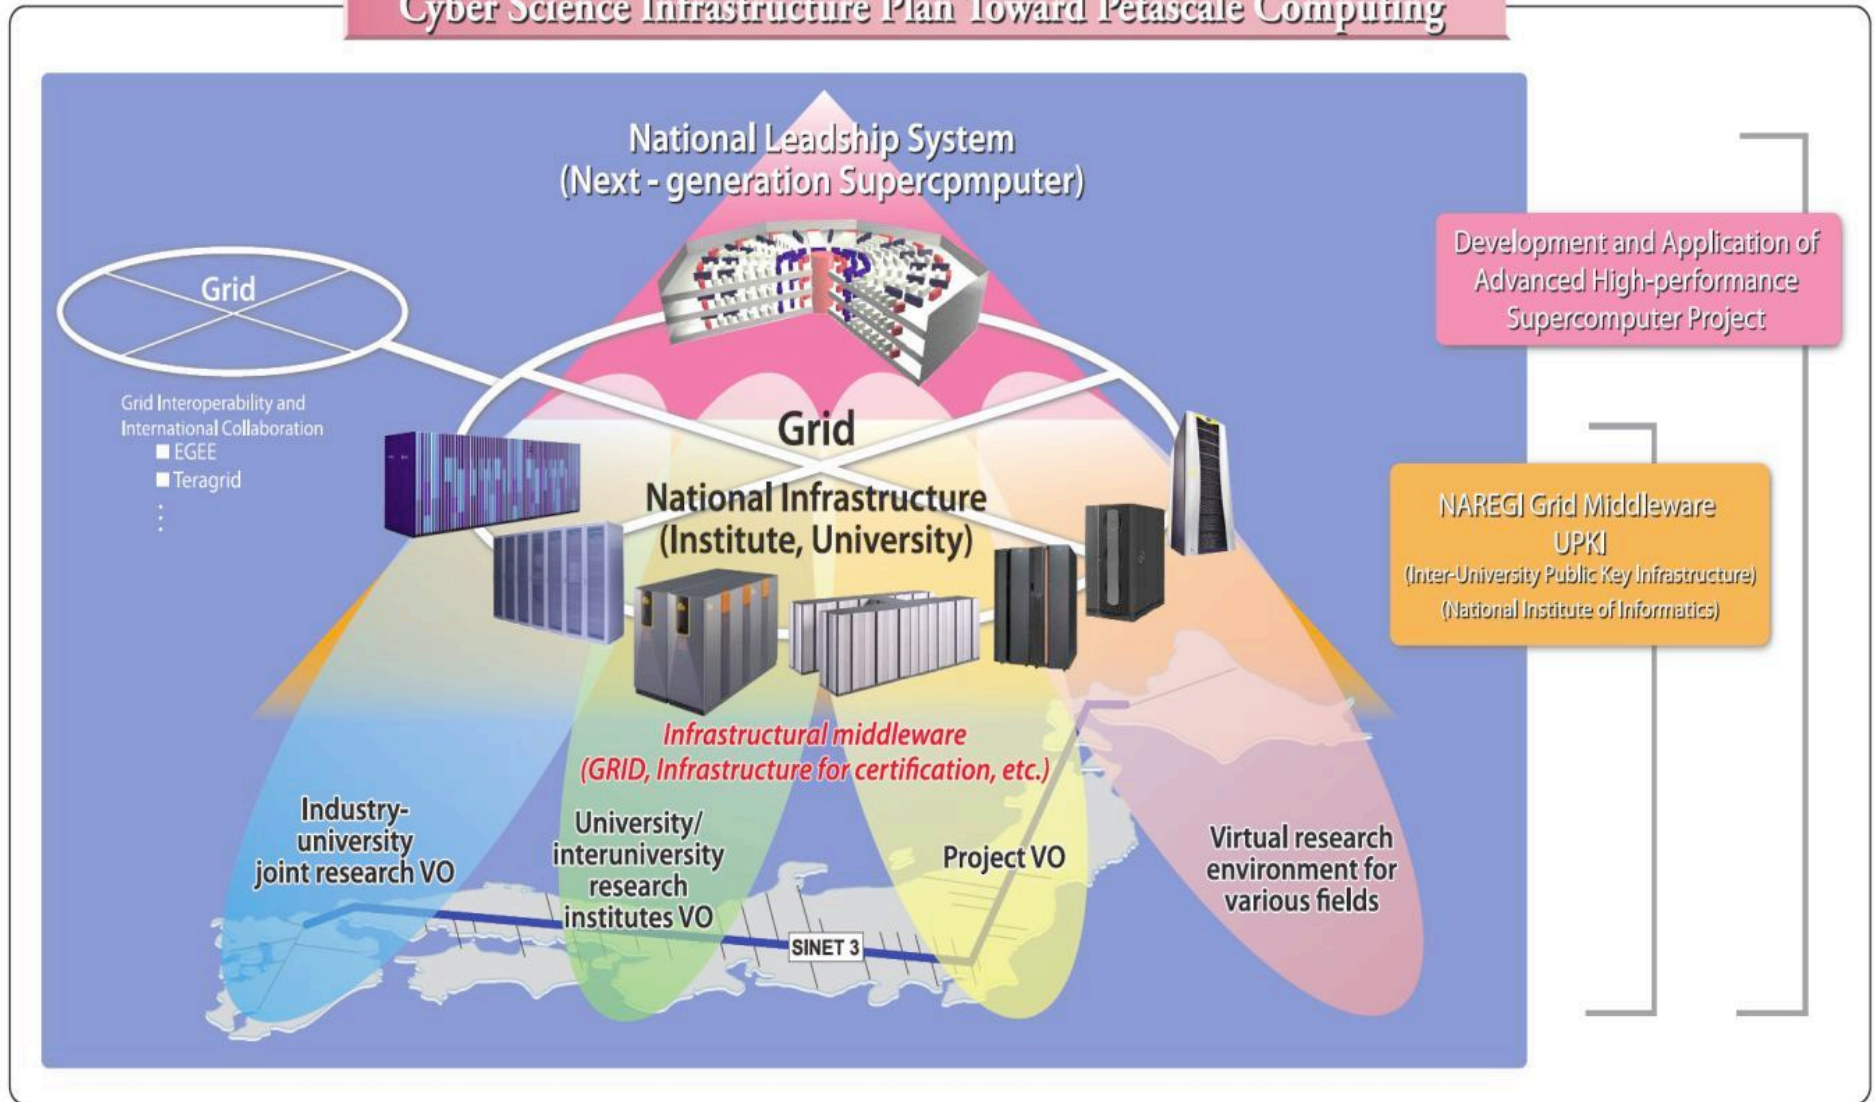 Cyber Science Infrastructure Plan Toward Petascale Computing
National Leadship System
(Next - generation Supercpmputer)
Grid
Grid Interoperability and
International Collaboration
EGEE
Teragrid
Development and Application of
Advanced High-performance
Supercomputer Project
Grid
National Infrastructure
(Institute, University)
NAREGI Grid Middleware
UPKI
(Inter-University Public Key Infrastructure)
(National Institute of Informatics)
Infrastructural middleware
(GRID, Infrastructure for certification, etc.)
Industry-
university
joint research VO
University/
interuniversity
research
institutes VO
Project VO
Virtual research
environment for
various fields
SINET 3